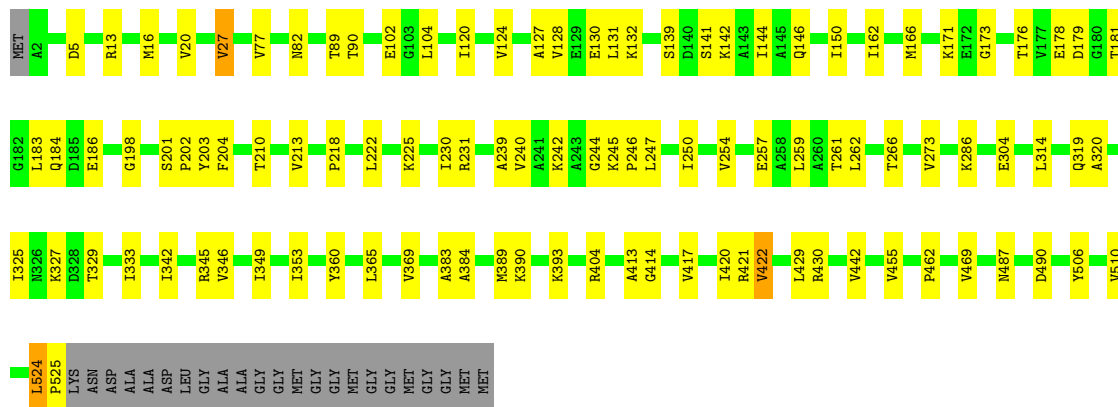 MET A2 D5 R13 M16 V20 V27 V77 N82 T89 T90 E102 G103 L104 I120 V124 A127 V128 E129 E130 L131 K132 S139 D140 S141 K142 A143 I144 A145 Q146 I150 I162 M166 K171 E172 G173 T176 V177 E178 D179 G180 T181
G182 L183 Q184 D185 E186 G198 S201 P202 Y203 F204 T210 V213 P218 L222 K225 I230 R231 A239 V240 A241 K242 A243 G244 K245 P246 L247 I250 V254 E257 A258 L259 A260 T261 L262 T266 V273 K286 E304 L314 Q319 A320
I325 N326 K327 D328 T329 I333 I342 R345 V346 I349 I353 Y360 L365 V369 A383 A384 M389 K390 K393 R404 A413 G414 V417 I420 R421 V422 L429 R430 V442 V455 P462 V469 N487 D490 Y506 V510
L524 P525 LYS ASN ASP ALA ALA ASP LEU GLY ALA ALA GLY GLY MET GLY GLY MET GLY GLY MET GLY GLY MET MET